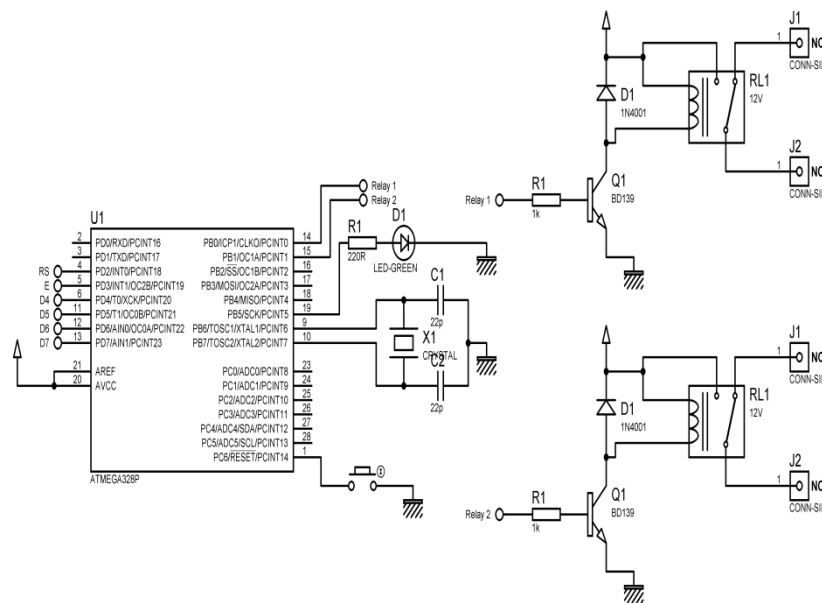 U1
2 PD0/RXD/PCINT16
3 PD1/TXD/PCINT17
RS 4 PD2/INT0/PCINT18
E 5 PD3/INT1/OC2B/PCINT19
D4 6 PD4/T0/XCK/PCINT20
D5 11 PD5/T1/OC0B/PCINT21
D6 12 PD6/AIN0/OC0A/PCINT22
D7 13 PD7/AIN1/PCINT23
21 AREF
20 AVCC
PB0/ICP1/CLKO/PCINT0 14
PB1/OC1A/PCINT1 15
PB2/SS/OC1B/PCINT2 16
PB3/MOSI/OC2A/PCINT3 17
PB4/MISO/PCINT4 18
PB5/SCK/PCINT5 19
PB6/TOSC1/XTAL1/PCINT6 9
PB7/TOSC2/XTAL2/PCINT7 10
PC0/ADC0/PCINT8 23
PC1/ADC1/PCINT9 24
PC2/ADC2/PCINT10 25
PC3/ADC3/PCINT11 26
PC4/ADC4/SDA/PCINT12 27
PC5/ADC5/SCL/PCINT13 28
PC6/RESET/PCINT14 1
ATMEGA328P
Relay 1
Relay 2
R1
220R
D1
LED-GREEN
C1
22p
X1
CRYSTAL
C2
22p
J1
1
CONN-SI
D1
1N4001
RL1
12V
J2
1
CONN-SI
Relay 1
R1
1k
Q1
BD139
J1
1
CONN-SI
D1
1N4001
RL1
12V
J2
1
CONN-SI
Relay 2
R1
1k
Q1
BD139